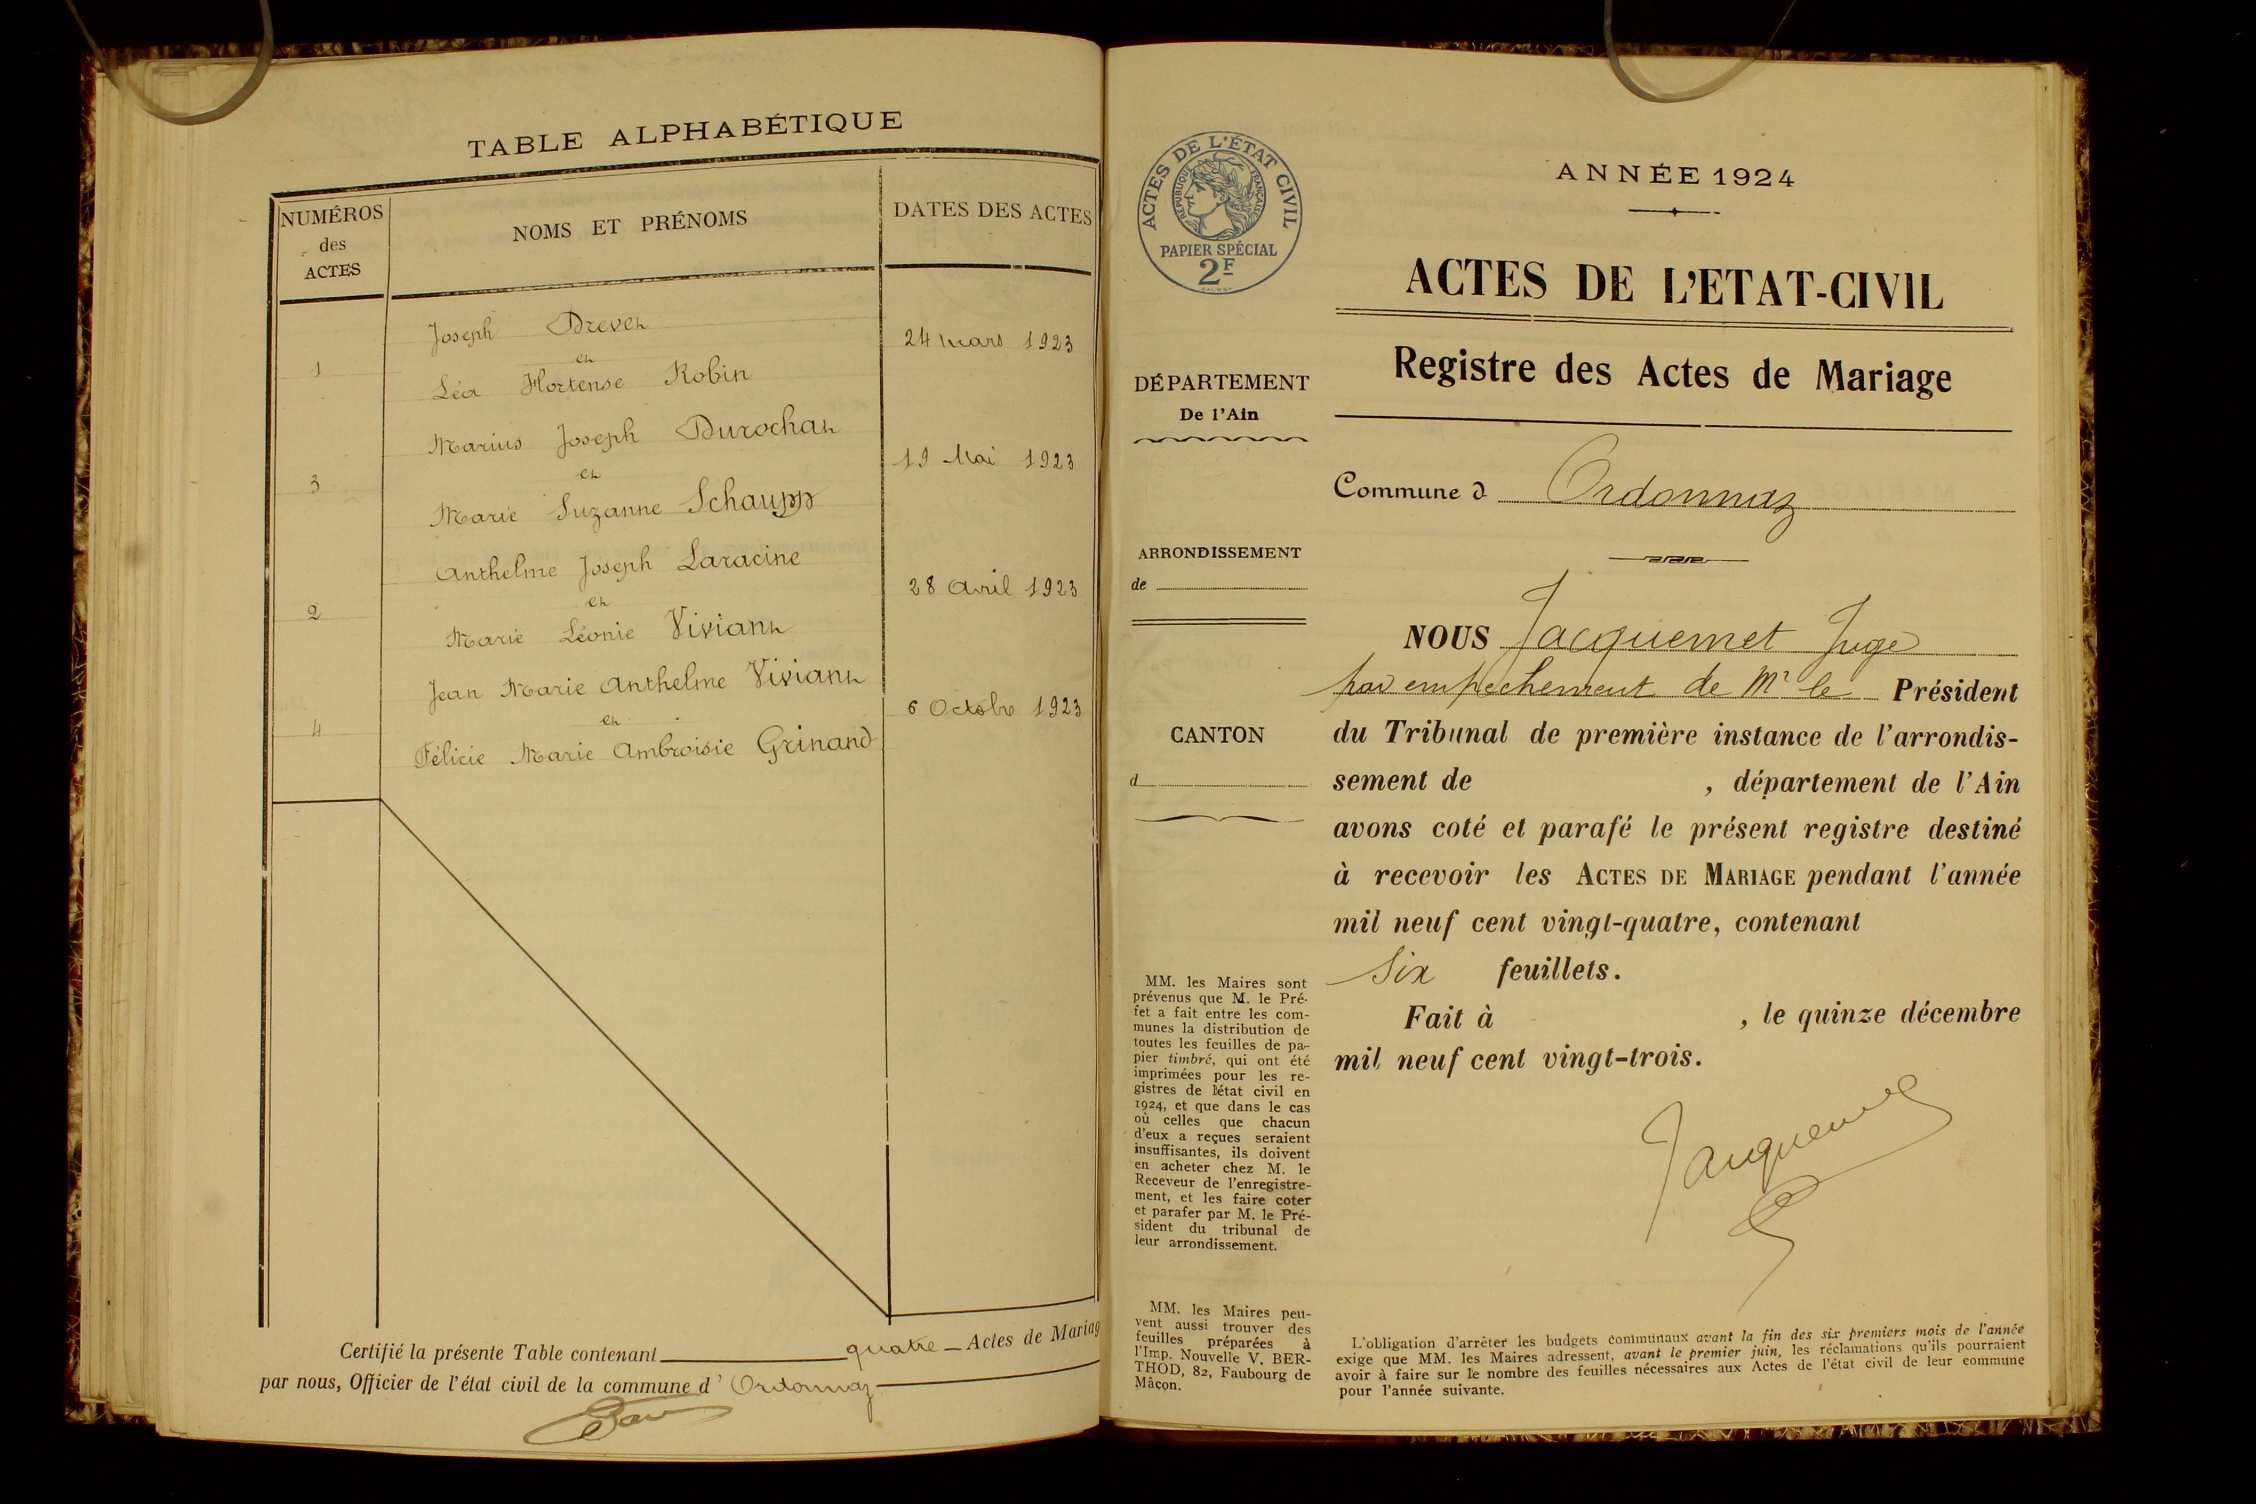 TABLE ALPHABÉTIQUE
NUMÉROS
des
ACTES
NOMS ET PRÉNOMS
DATES DES ACTES
Joseph Drevet
24 mars 1923
1
et
Léa Hortense Robin
Marius Joseph Durochat
19 Mai 1923
3
et
Marie Suzanne Schaupp
Anthelme Joseph Laracine
28 Avril 1923
2
et
Marie Léonie Viviant
Jean Marie Anthelme Viviant
6 Octobre 1923
4
et
Félicie Marie Ambroisie Grinand
Certifié la présente Table contenant quatre Actes de Mariag
par nous, Officier de l'état civil de la commune d' Ordonnaz
ACTES DE L'ÉTAT CIVIL
RÉPUBLIQUE FRANÇAISE
PAPIER SPÉCIAL
2F
DÉPARTEMENT
De l'Ain
ARRONDISSEMENT
de
CANTON
d
MM. les Maires sont
prévenus que M. le Pré-
fet a fait entre les com-
munes la distribution de
toutes les feuilles de pa-
pier timbré, qui ont été
imprimées pour les re-
gistres de l'état civil en
1924, et que dans le cas
où celles que chacun
d'eux a reçues seraient
insuffisantes, ils doivent
en acheter chez M. le
Receveur de l'enregistre-
ment, et les faire coter
et parafer par M. le Pré-
sident du tribunal de
leur arrondissement.
MM. les Maires peu-
vent aussi trouver des
feuilles préparées à
l'Imp. Nouvelle V. BER-
THOD, 82, Faubourg de
Mâcon.
ANNÉE 1924
ACTES DE L'ETAT-CIVIL
Registre des Actes de Mariage
Commune d Ordonnaz
NOUS Jacquemet Juge
par empêchement de Mr le Président
du Tribunal de première instance de l'arrondis-
sement de , département de l'Ain
avons coté et parafé le présent registre destiné
à recevoir les ACTES DE MARIAGE pendant l'année
mil neuf cent vingt-quatre, contenant
Six feuillets.
Fait à , le quinze décembre
mil neuf cent vingt-trois.
Jacquemet
L'obligation d'arrêter les budgets communaux avant la fin des six premiers mois de l'année
exige que MM. les Maires adressent, avant le premier juin, les réclamations qu'ils pourraient
avoir à faire sur le nombre des feuilles nécessaires aux Actes de l'état civil de leur commune
pour l'année suivante.